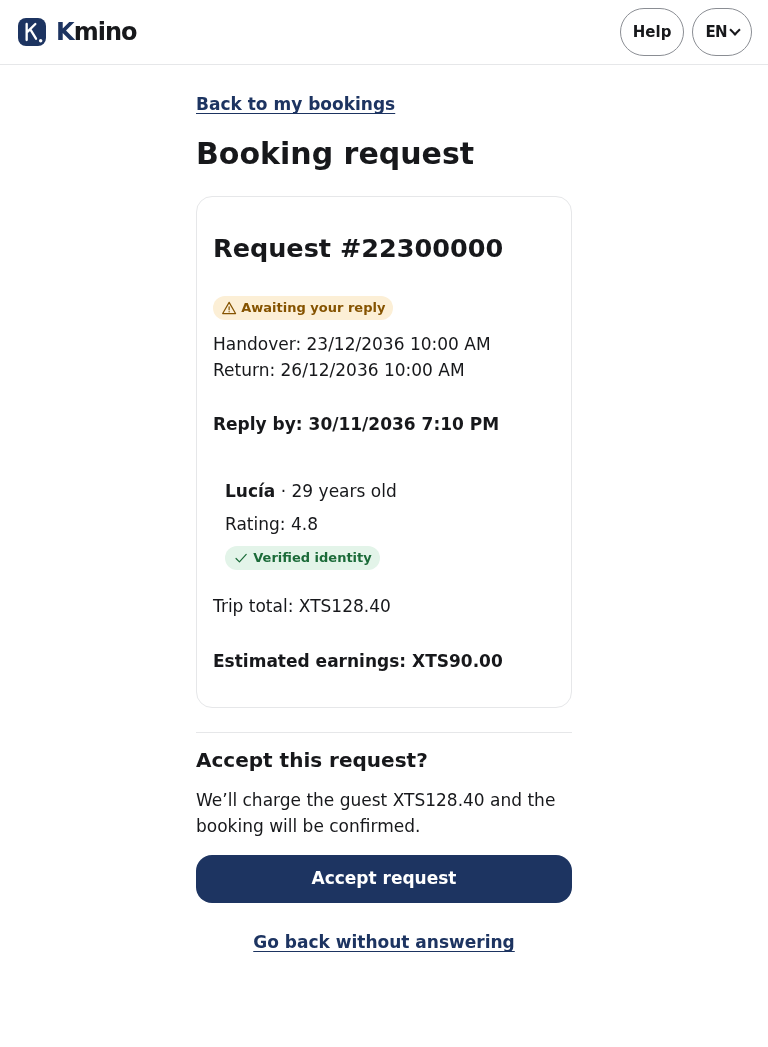 Kmino
Help
EN
Back to my bookings
Booking request
Request #22300000
Awaiting your reply
Handover: 23/12/2036 10:00 AM
Return: 26/12/2036 10:00 AM
Reply by: 30/11/2036 7:10 PM
Lucía · 29 years old
Rating: 4.8
Verified identity
Trip total: XTS128.40
Estimated earnings: XTS90.00
Accept this request?
We’ll charge the guest XTS128.40 and the
booking will be confirmed.
Accept request
Go back without answering